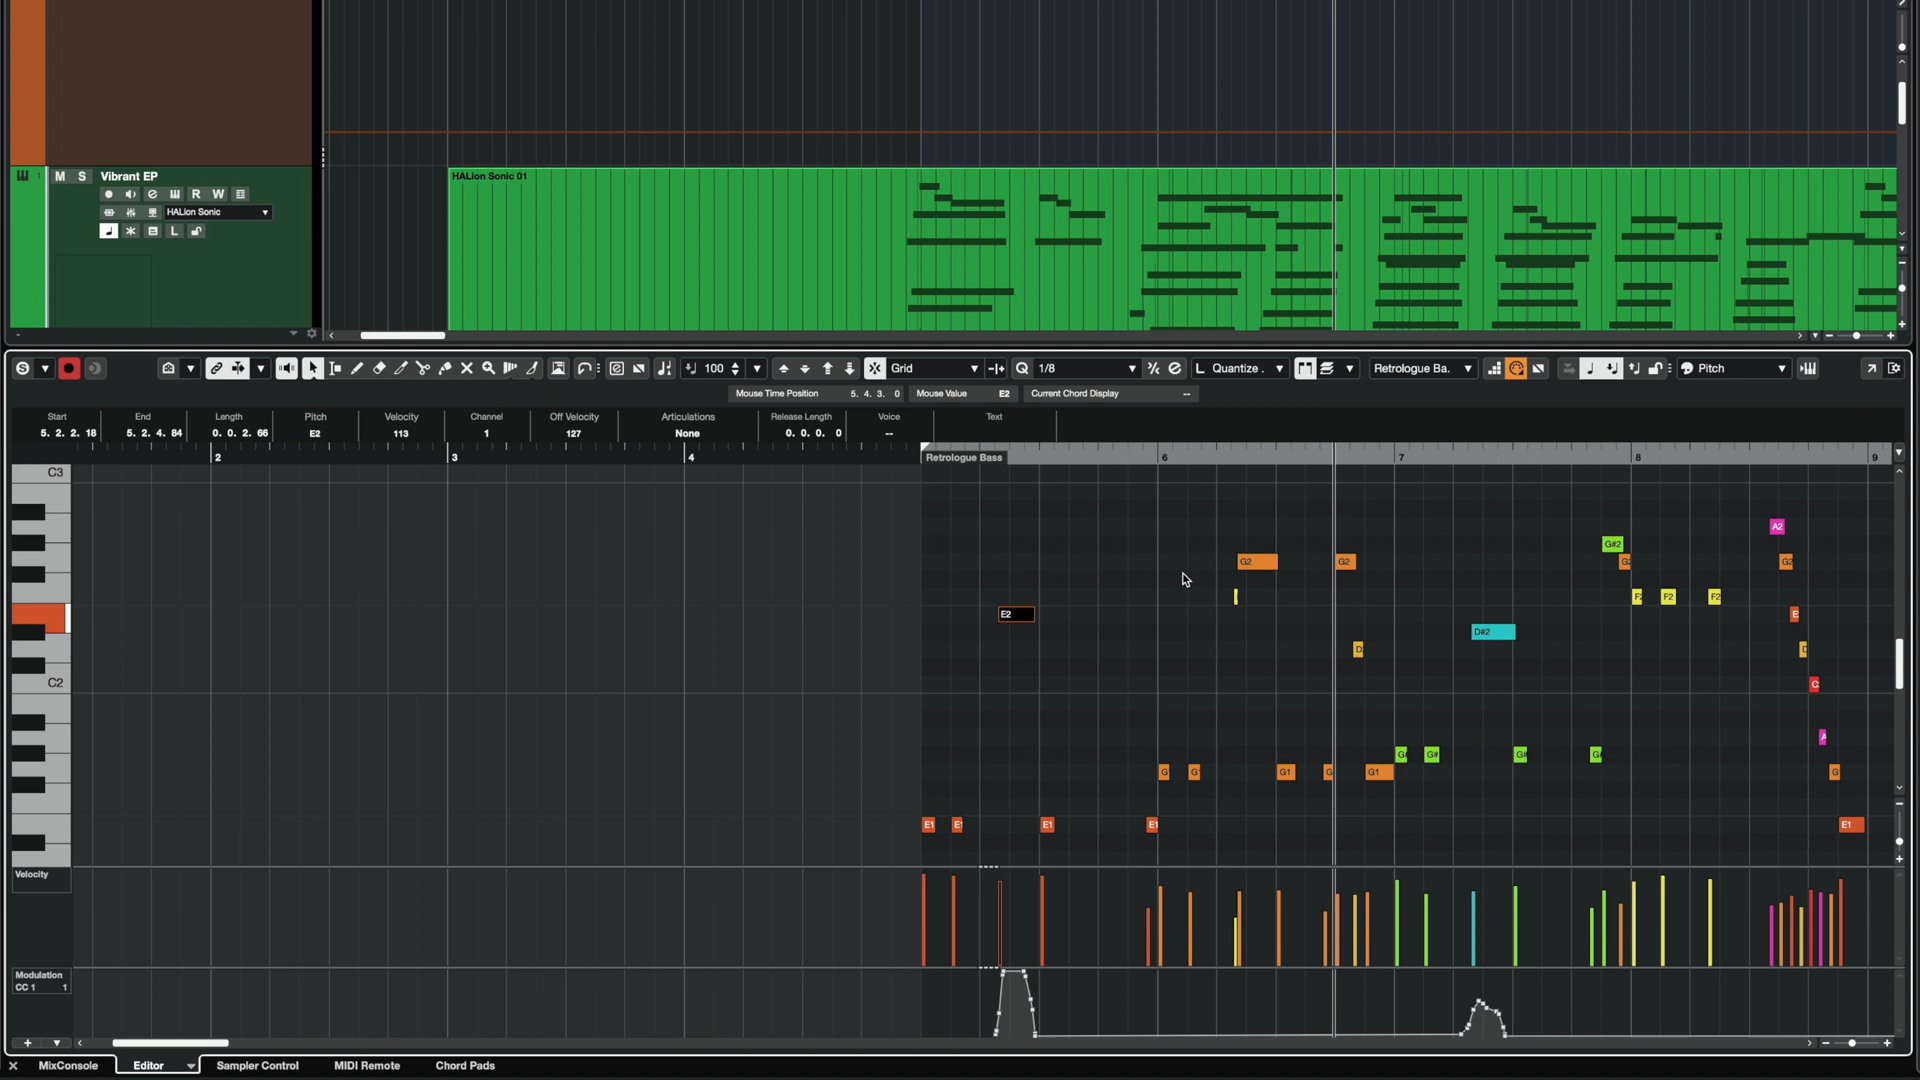 1 M S Vibrant EP
R W
HALion Sonic
L
HALion Sonic 01
100 Grid Q 1/8 L Quantize . Retrologue Ba. Pitch
Mouse Time Position 5. 4. 3. 0 Mouse Value E2 Current Chord Display --
Start End Length Pitch Velocity Channel Off Velocity Articulations Release Length Voice Text
5. 2. 2. 18 5. 2. 4. 84 0. 0. 2. 66 E2 113 1 127 None 0. 0. 0. 0 --
2 3 4 Retrologue Bass 6 7 8 9
C3
A2
G#2
G2 G2 G2
F2 F2 F2
E2 E
D#2
D D
C2 C
A
G# G#
G G1 G1 G G1 G
E1 E1 E1 E1 E1
Velocity
Modulation
CC 1 1
MixConsole Editor Sampler Control MIDI Remote Chord Pads